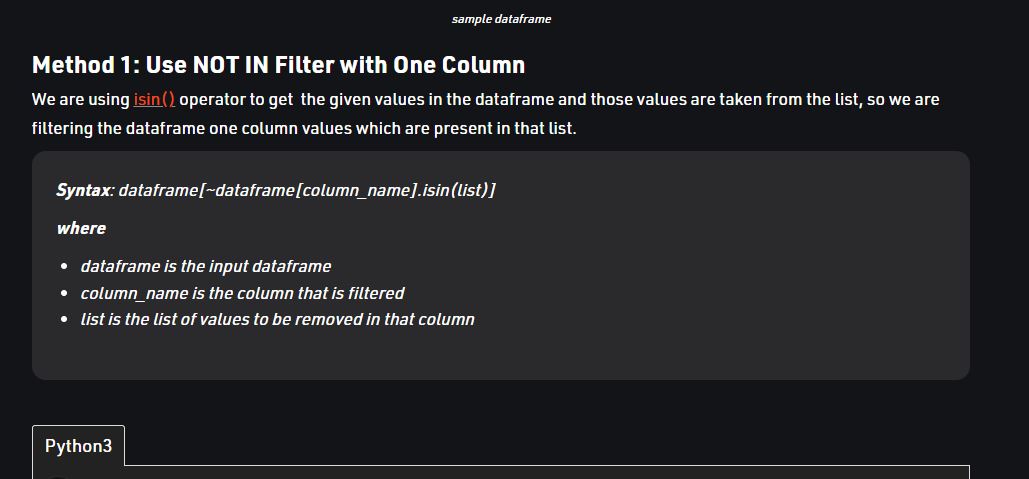 sample dataframe
Method 1: Use NOT IN Filter with One Column
We are using isin() operator to get  the given values in the dataframe and those values are taken from the list, so we are
filtering the dataframe one column values which are present in that list.
Syntax: dataframe[~dataframe[column_name].isin(list)]
where
• dataframe is the input dataframe
• column_name is the column that is filtered
• list is the list of values to be removed in that column
Python3